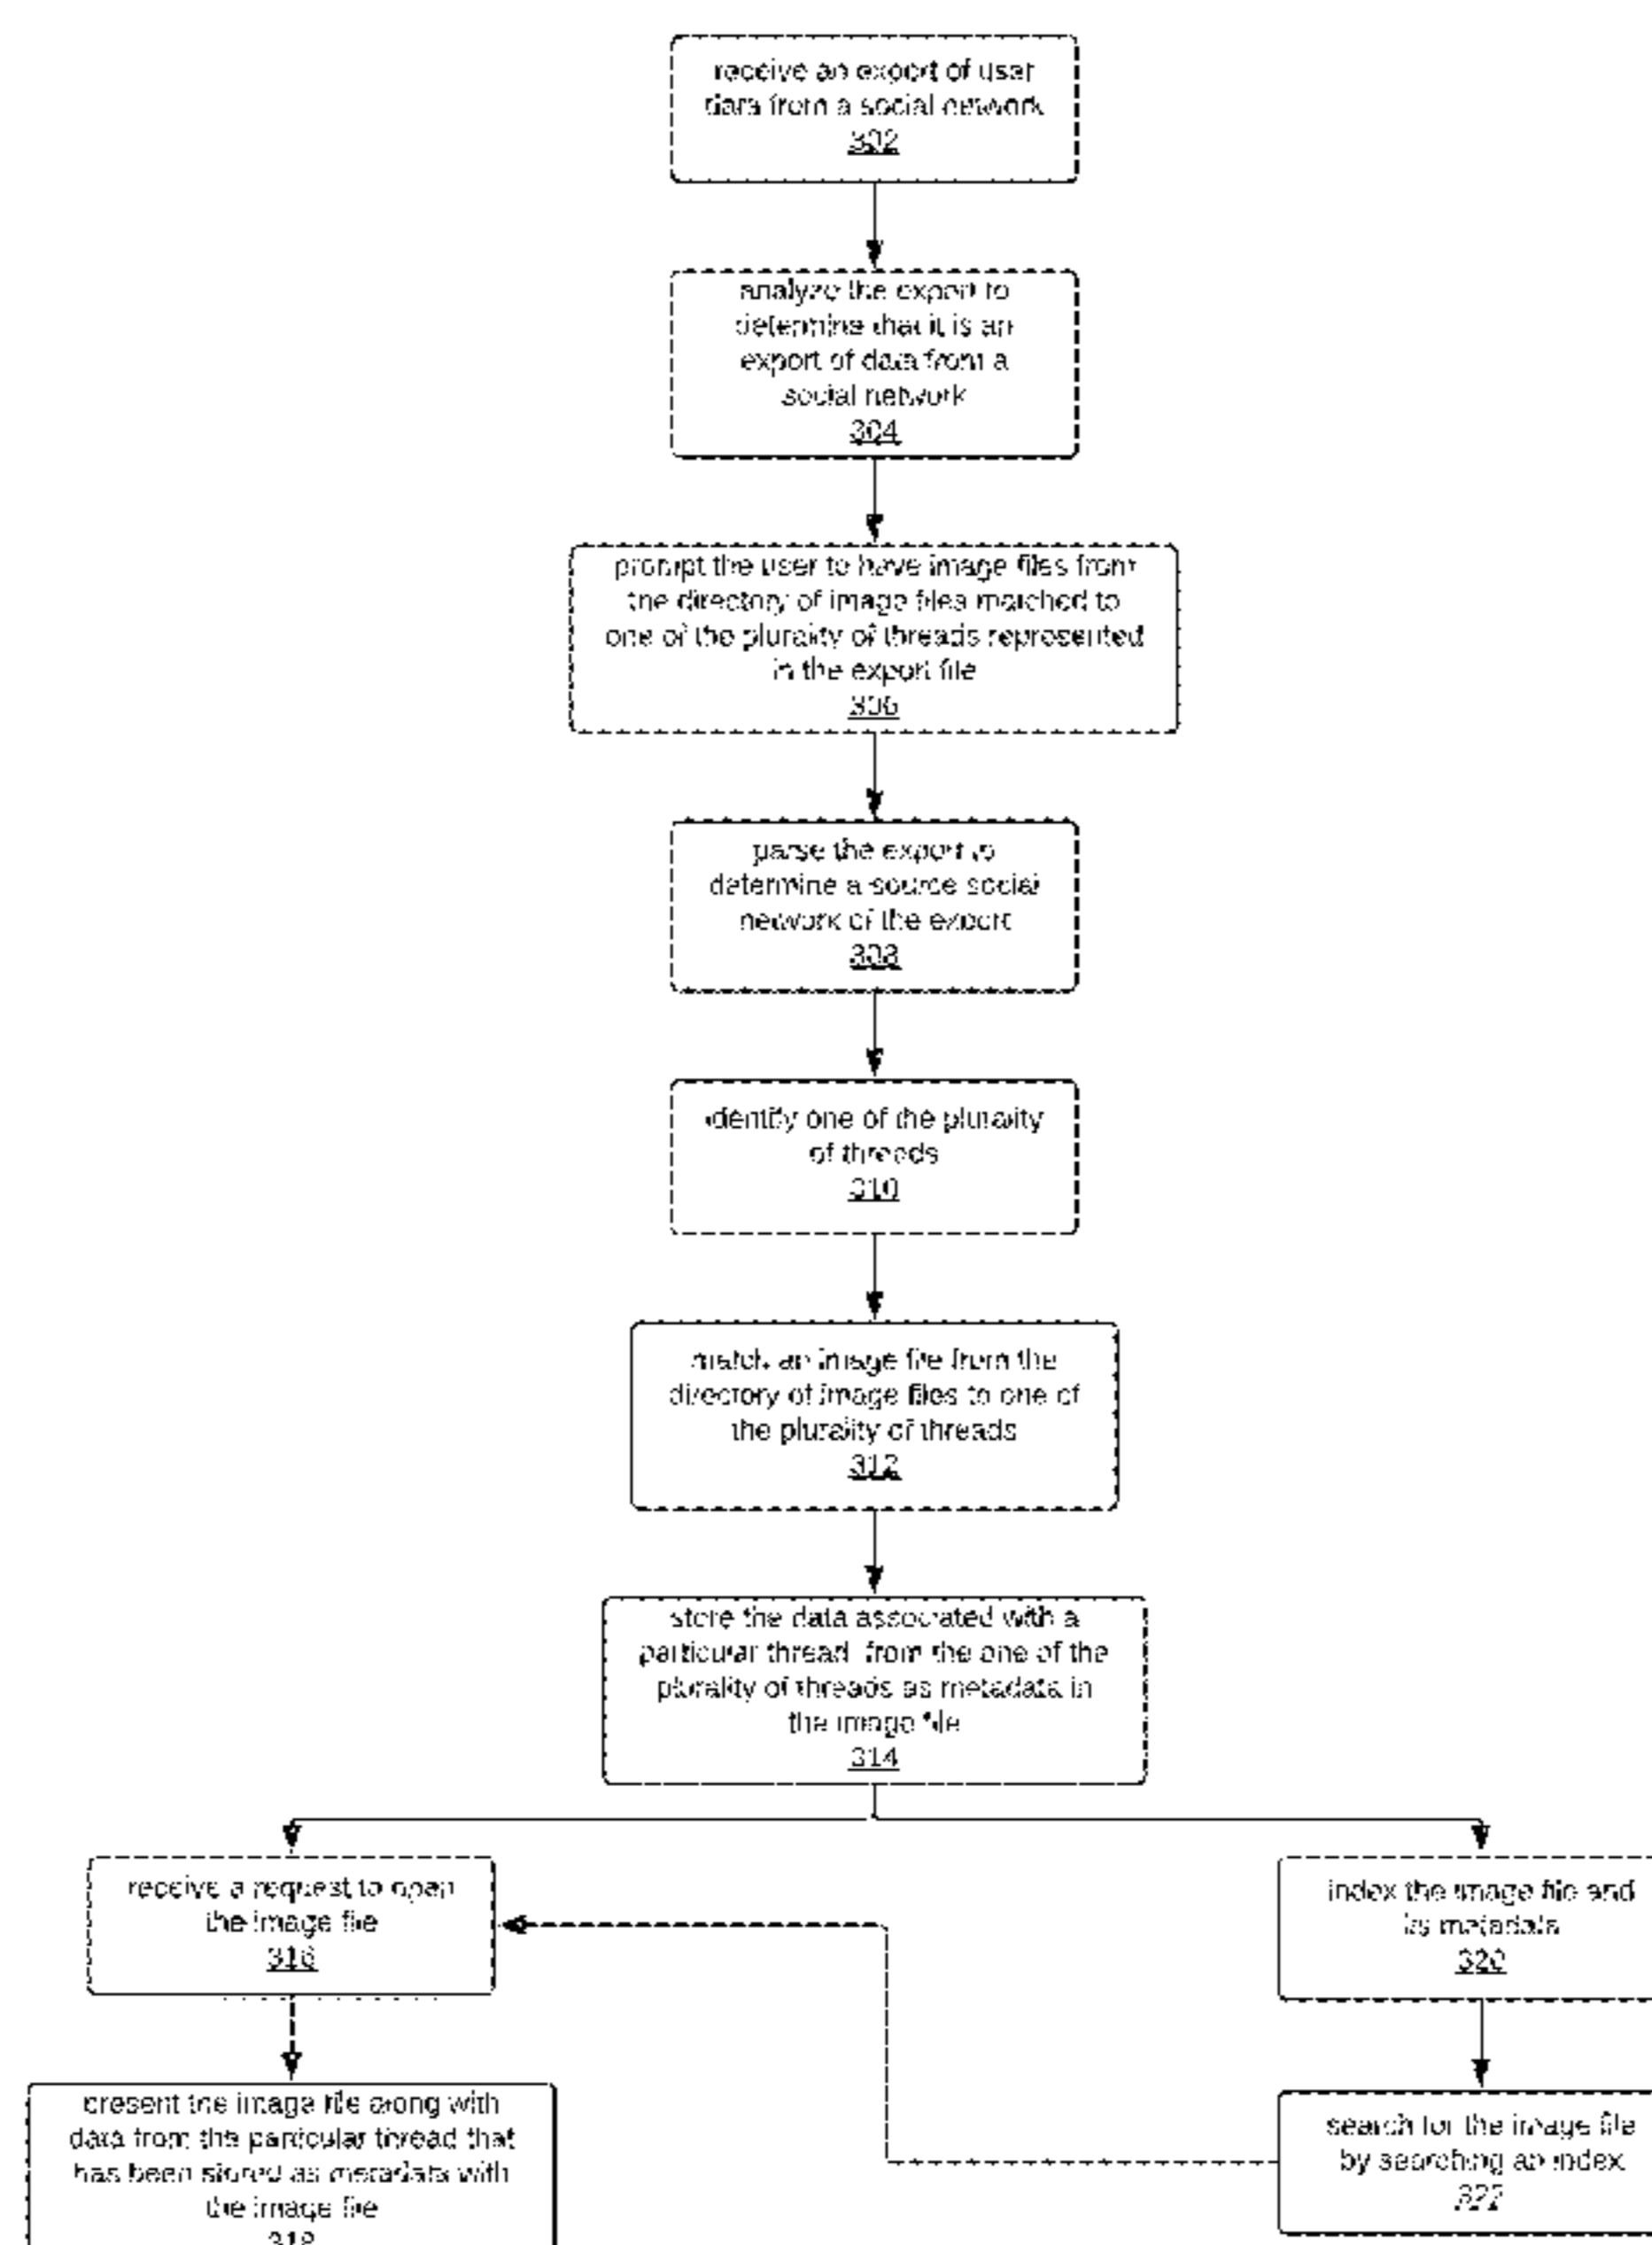 receive an export of user
data from a social network
302
analyze the export to
determine that it is an
export of data from a
social network
304
prompt the user to have image files from
the directory of image files matched to
one of the plurality of threads represented
in the export file
306
parse the export to
determine a source social
network of the export
308
identify one of the plurality
of threads
310
match an image file from the
directory of image files to one of
the plurality of threads
312
store the data associated with a
particular thread from the one of the
plurality of threads as metadata in
the image file
314
receive a request to open
the image file
316
index the image file and
its metadata
320
present the image file along with
data from the particular thread that
has been stored as metadata with
the image file
318
search for the image file
by searching an index
322